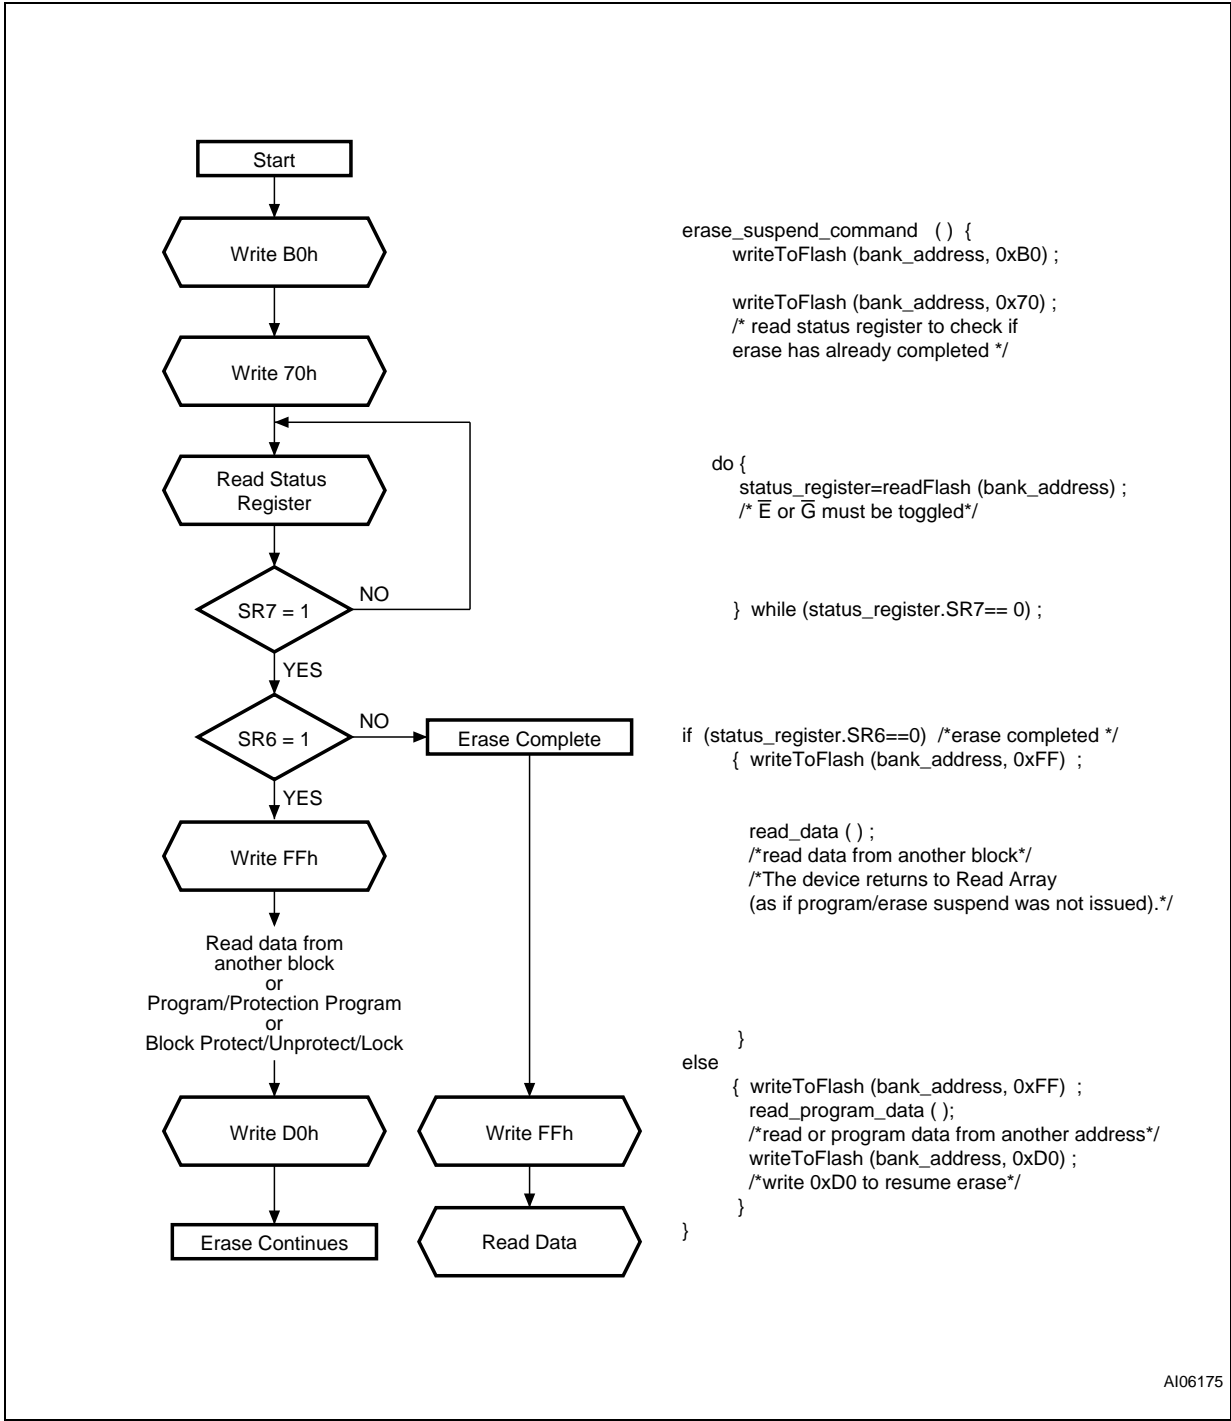 Start
Write B0h
Write 70h
Read Status
Register
SR7 = 1
NO
YES
SR6 = 1
NO
Erase Complete
YES
Write FFh
Read data from
another block
or
Program/Protection Program
or
Block Protect/Unprotect/Lock
Write D0h
Write FFh
Erase Continues
Read Data
erase_suspend_command ( ) {
writeToFlash (bank_address, 0xB0) ;
writeToFlash (bank_address, 0x70) ;
/* read status register to check if
erase has already completed */
do {
status_register=readFlash (bank_address) ;
/* E̅ or G̅ must be toggled*/
} while (status_register.SR7== 0) ;
if (status_register.SR6==0) /*erase completed */
{ writeToFlash (bank_address, 0xFF) ;
read_data ( ) ;
/*read data from another block*/
/*The device returns to Read Array
(as if program/erase suspend was not issued).*/
}
else
{ writeToFlash (bank_address, 0xFF) ;
read_program_data ( );
/*read or program data from another address*/
writeToFlash (bank_address, 0xD0) ;
/*write 0xD0 to resume erase*/
}
}
AI06175